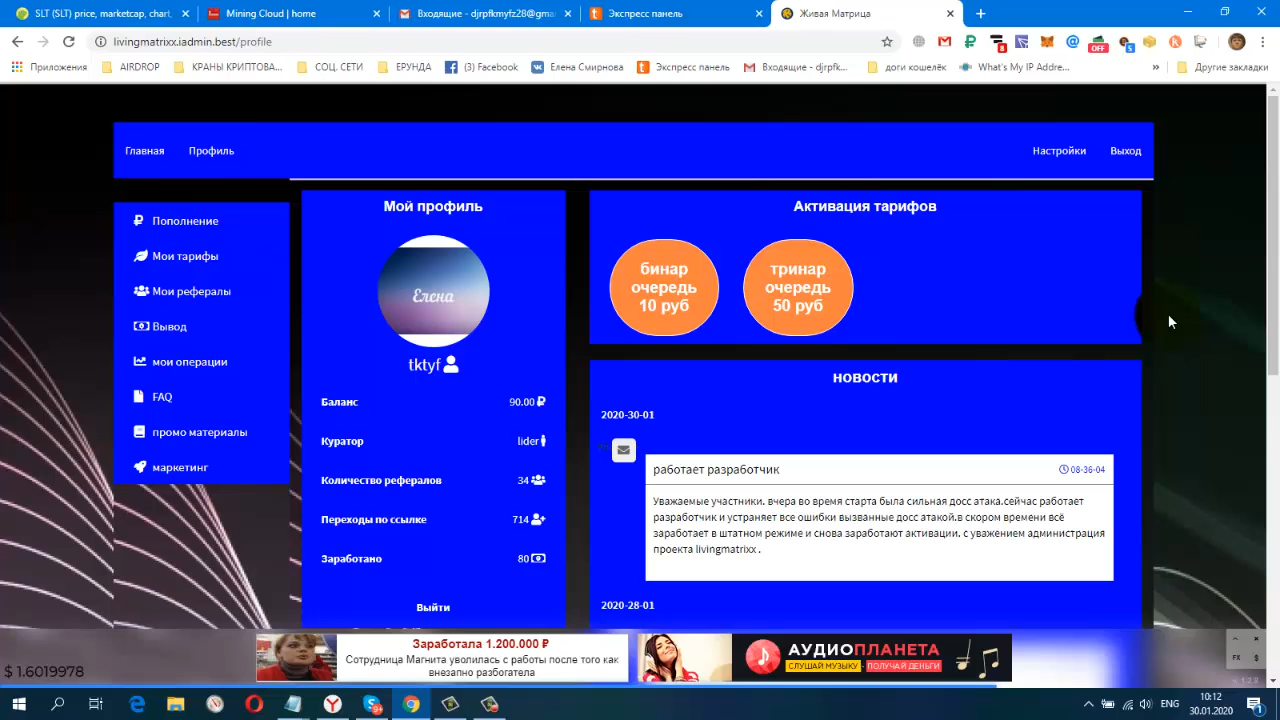 SLT (SLT) price, marketcap, chart,
Mining Cloud | home
Входящие - djrpfkmyfz28@gma
Экспресс панель
Живая Матрица
livingmatrixx.iadmin.best/profile
8
OFF
5
Приложения
AIRDROP
КРАНЫ КРИПТОВА...
СОЦ. СЕТИ
ЕРУНДА
(3) Facebook
Елена Смирнова
Экспресс панель
Входящие - djrpfk...
доги кошелёк
What's My IP Addre...
»
Другие закладки
Главная
Профиль
Настройки
Выход
Пополнение
Мои тарифы
Мои рефералы
Вывод
мои операции
FAQ
промо материалы
маркетинг
Мой профиль
Елена
tktyf
Баланс 90.00
Куратор lider
Количество рефералов 34
Переходы по ссылке 714
Заработано 80
Выйти
Активация тарифов
бинар
очередь
10 руб
тринар
очередь
50 руб
новости
2020-30-01
работает разработчик
08-36-04
Уважаемые участники. вчера во время старта была сильная досс атака.сейчас работает
разработчик и устраняет все ошибки вызванные досс атакой.в скором времени всё
заработает в штатном режиме и снова заработают активации. с уважением администрация
проекта livingmatrixx .
2020-28-01
Заработала 1.200.000 ₽
Сотрудница Магнита уволилась с работы после того как
внезапно разбогатела
АУДИОПЛАНЕТА
СЛУШАЙ МУЗЫКУ - ПОЛУЧАЙ ДЕНЬГИ
$ 1.6019978
FX $
ENG
10:12
30.01.2020